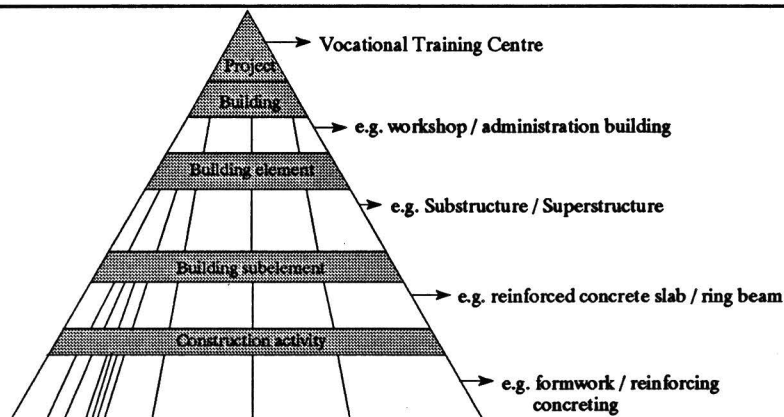 Vocational Training Centre
Project
Building
e.g. workshop / administration building
Building element
e.g. Substructure / Superstructure
Building subelement
e.g. reinforced concrete slab / ring beam
Construction activity
e.g. formwork / reinforcing
concreting